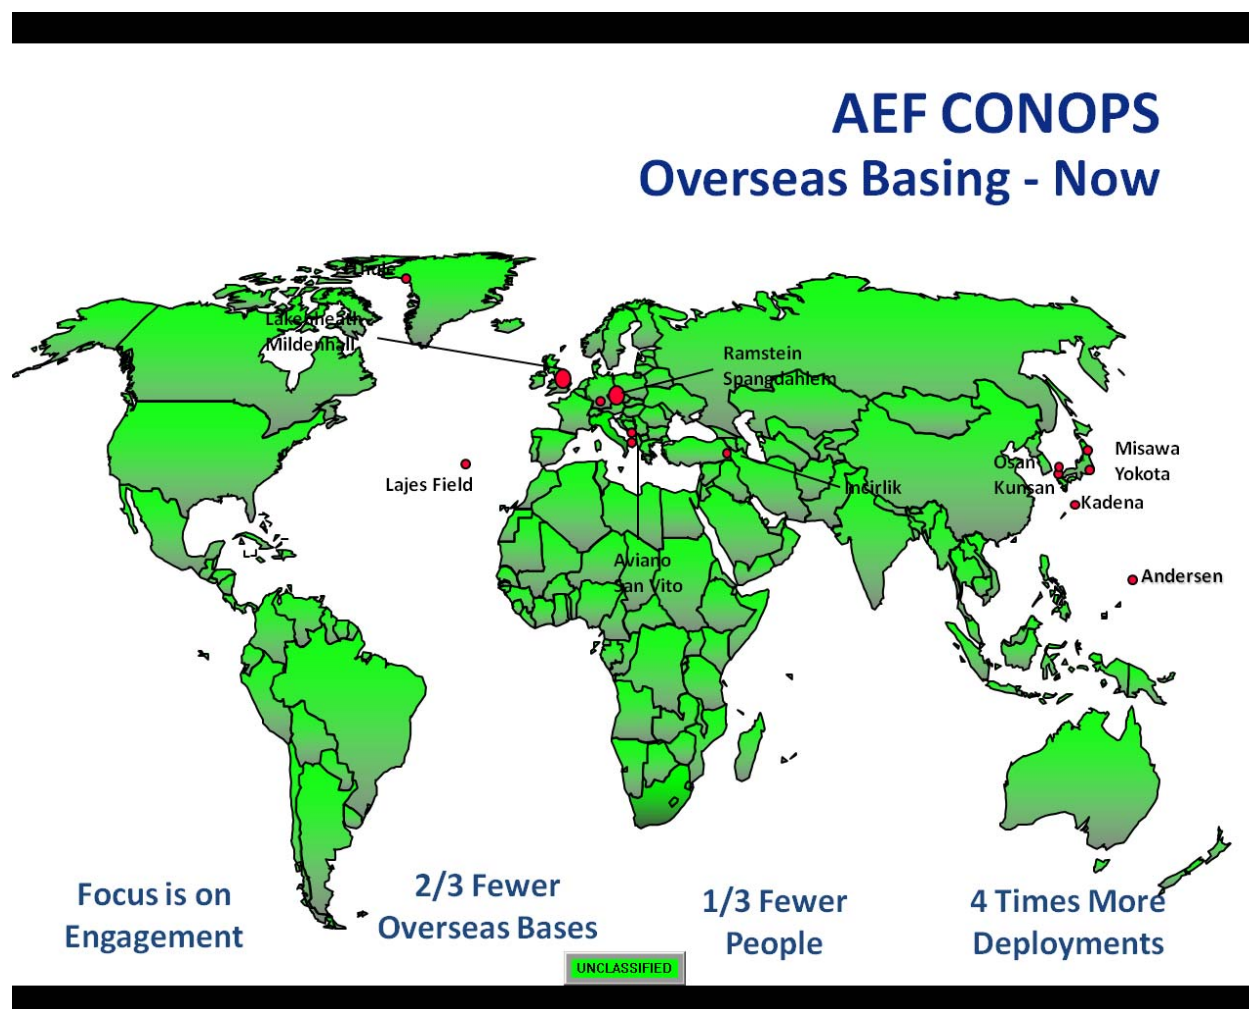 AEF CONOPS
Overseas Basing - Now
Thule
Lakenheath
Mildenhall
Ramstein
Spangdahlem
Lajes Field
Incirlik
Osan
Kunsan
Misawa
Yokota
Kadena
Aviano
San Vito
Andersen
Focus is on
Engagement
2/3 Fewer
Overseas Bases
1/3 Fewer
People
4 Times More
Deployments
UNCLASSIFIED